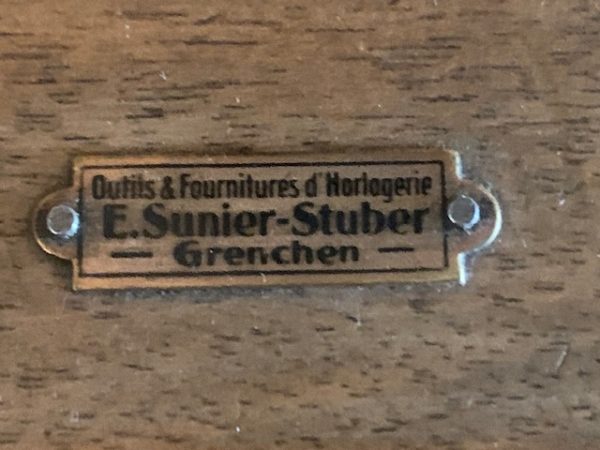 Outils & Fournitures d'Horlogerie
E. Sunier-Stuber
— Grenchen —